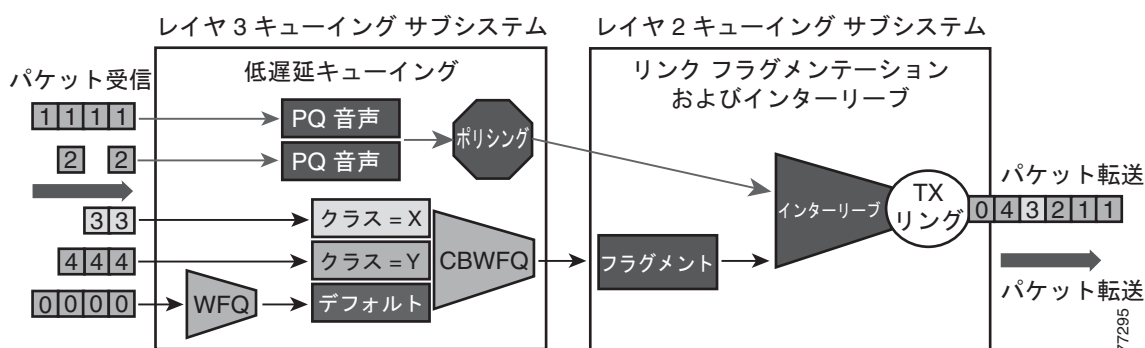 レイヤ 3 キューイング サブシステム
レイヤ 2 キューイング サブシステム
パケット受信
低遅延キューイング
リンク フラグメンテーション
およびインターリーブ
1 1 1 1
PQ 音声
ポリシング
2 2
PQ 音声
3 3
クラス = X
4 4 4
クラス = Y
CBWFQ
フラグメント
0 0 0 0
WFQ
デフォルト
インターリーブ
TX
リング
パケット転送
0 4 3 2 1 1
パケット転送
77295